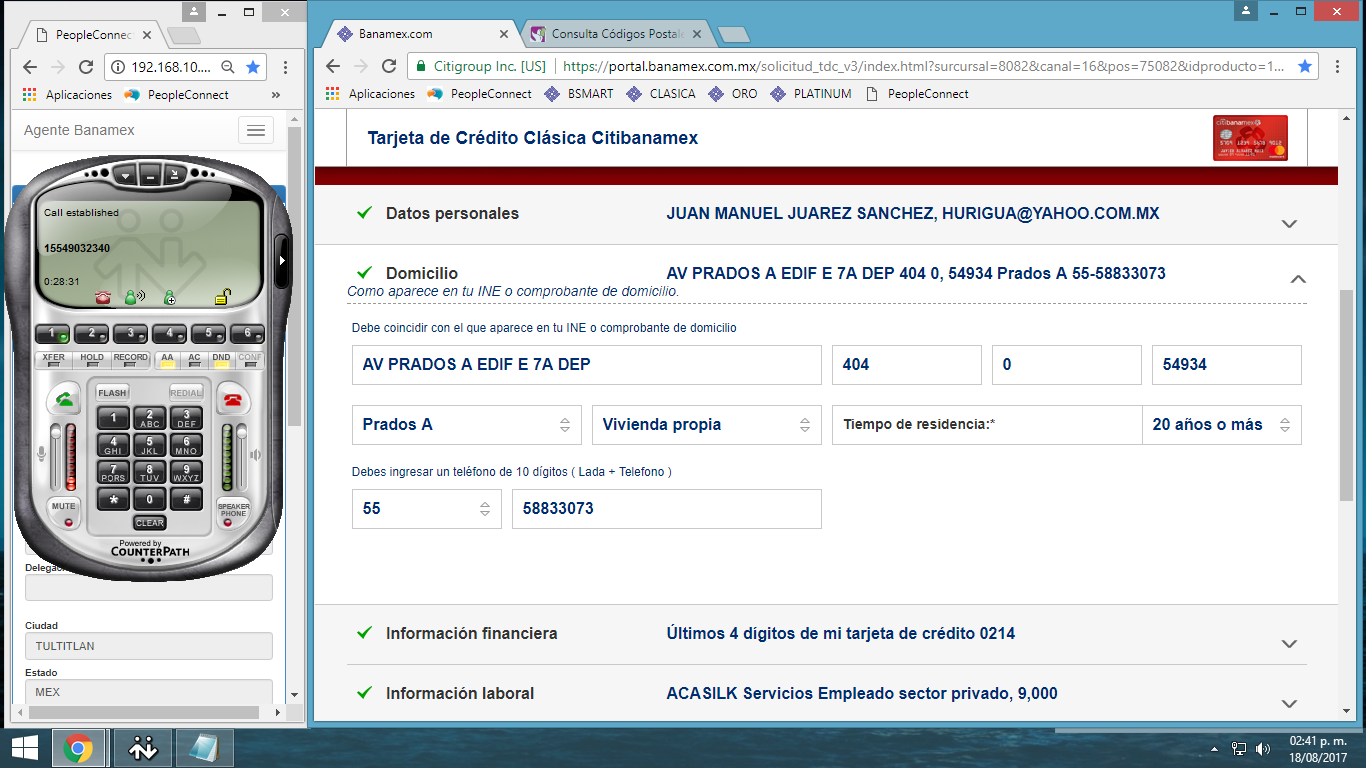 PeopleConnec
192.168.10....
Aplicaciones
PeopleConnect
»
Agente Banamex
Call established
15549032340
0:28:31
1 2 3 4 5 6
XFER HOLD RECORD AA AC DND CONF
FLASH REDIAL
1 2 ABC 3 DEF
4 GHI 5 JKL 6 MNO
7 PQRS 8 TUV 9 WXYZ
* 0 #
MUTE
CLEAR
SPEAKER PHONE
Powered by
COUNTERPATH
Delegac
Ciudad
TULTITLAN
Estado
MEX
Banamex.com
Consulta Códigos Postale
Citigroup Inc. [US]
https://portal.banamex.com.mx/solicitud_tdc_v3/index.html?surcursal=8082&canal=16&pos=75082&idproducto=1...
Aplicaciones PeopleConnect BSMART CLASICA ORO PLATINUM PeopleConnect
Tarjeta de Crédito Clásica Citibanamex
citibanamex
Datos personales
JUAN MANUEL JUAREZ SANCHEZ, HURIGUA@YAHOO.COM.MX
Domicilio
AV PRADOS A EDIF E 7A DEP 404 0, 54934 Prados A 55-58833073
Como aparece en tu INE o comprobante de domicilio.
Debe coincidir con el que aparece en tu INE o comprobante de domicilio
AV PRADOS A EDIF E 7A DEP
404
0
54934
Prados A
Vivienda propia
Tiempo de residencia:*
20 años o más
Debes ingresar un teléfono de 10 dígitos ( Lada + Telefono )
55
58833073
Información financiera
Últimos 4 dígitos de mi tarjeta de crédito 0214
Información laboral
ACASILK Servicios Empleado sector privado, 9,000
02:41 p. m.
18/08/2017